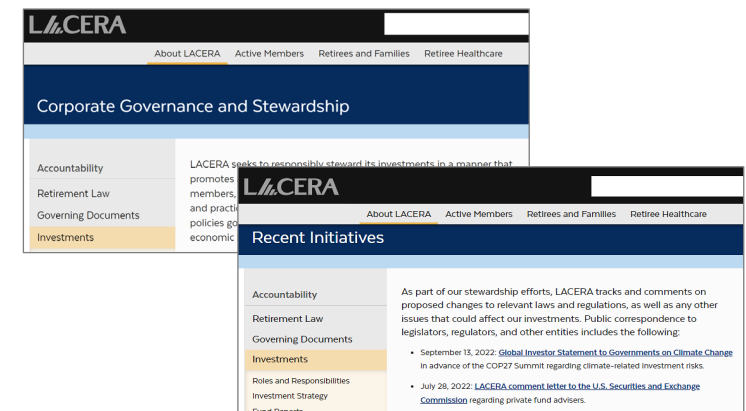 LACERA
About LACERA Active Members Retirees and Families Retiree Healthcare
Corporate Governance and Stewardship
Accountability
Retirement Law
Governing Documents
Investments
LACERA seeks to responsibly steward its investments in a manner that
promotes
members,
and
policies
economic
LACERA
About LACERA Active Members Retirees and Families Retiree Healthcare
Recent Initiatives
Accountability
Retirement Law
Governing Documents
Investments
Roles and Responsibilities
Investment Strategy
Fund Reports
As part of our stewardship efforts, LACERA tracks and comments on
proposed changes to relevant laws and regulations, as well as any other
issues that could affect our investments. Public correspondence to
legislators, regulators, and other entities includes the following:
• September 13, 2022: Global Investor Statement to Governments on Climate Change
in advance of the COP27 Summit regarding climate-related investment risks.
• July 28, 2022: LACERA comment letter to the U.S. Securities and Exchange
Commission regarding private fund advisers.